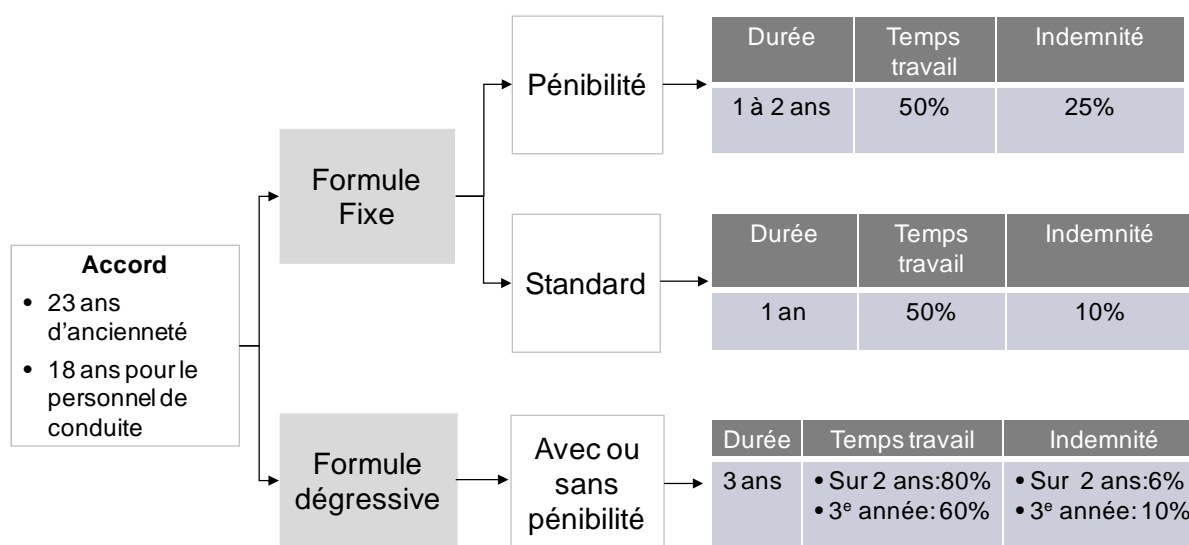 Accord
• 23 ans
d'ancienneté
• 18 ans pour le
personnel de
conduite
Formule
Fixe
Pénibilité
Durée Temps travail Indemnité
1 à 2 ans 50% 25%
Standard
Durée Temps travail Indemnité
1 an 50% 10%
Formule
dégressive
Avec ou
sans
pénibilité
Durée Temps travail Indemnité
3 ans • Sur 2 ans:80% • Sur 2 ans:6%
• 3e année:60% • 3e année:10%